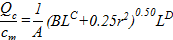 Q_c/c_m = 1/A (BL^C+0.25r^2)^0.50 L^D